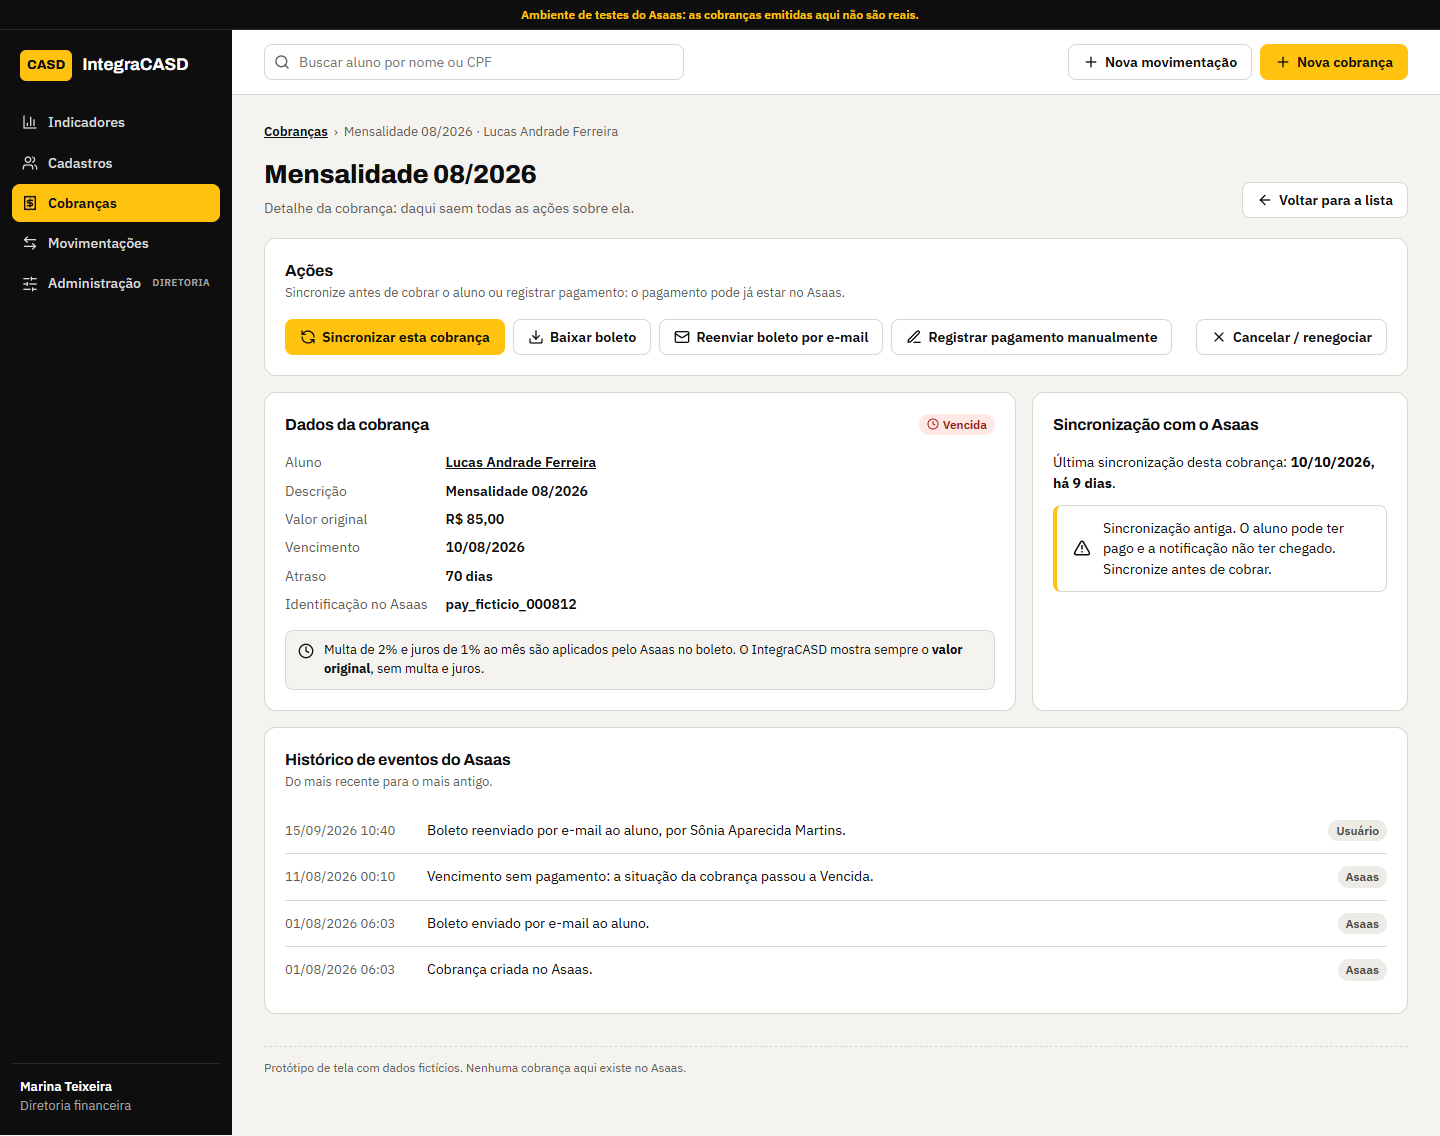 Ambiente de testes do Asaas: as cobranças emitidas aqui não são reais.
CASD IntegraCASD
Indicadores
Cadastros
Cobranças
Movimentações
Administração DIRETORIA
Marina Teixeira
Diretoria financeira
Buscar aluno por nome ou CPF
Nova movimentação
Nova cobrança
Cobranças › Mensalidade 08/2026 · Lucas Andrade Ferreira
Mensalidade 08/2026
Detalhe da cobrança: daqui saem todas as ações sobre ela.
Voltar para a lista
Ações
Sincronize antes de cobrar o aluno ou registrar pagamento: o pagamento pode já estar no Asaas.
Sincronizar esta cobrança
Baixar boleto
Reenviar boleto por e-mail
Registrar pagamento manualmente
Cancelar / renegociar
Dados da cobrança
Vencida
Aluno Lucas Andrade Ferreira
Descrição Mensalidade 08/2026
Valor original R$ 85,00
Vencimento 10/08/2026
Atraso 70 dias
Identificação no Asaas pay_ficticio_000812
Multa de 2% e juros de 1% ao mês são aplicados pelo Asaas no boleto. O IntegraCASD mostra sempre o valor
original, sem multa e juros.
Sincronização com o Asaas
Última sincronização desta cobrança: 10/10/2026,
há 9 dias.
Sincronização antiga. O aluno pode ter
pago e a notificação não ter chegado.
Sincronize antes de cobrar.
Histórico de eventos do Asaas
Do mais recente para o mais antigo.
15/09/2026 10:40 Boleto reenviado por e-mail ao aluno, por Sônia Aparecida Martins. Usuário
11/08/2026 00:10 Vencimento sem pagamento: a situação da cobrança passou a Vencida. Asaas
01/08/2026 06:03 Boleto enviado por e-mail ao aluno. Asaas
01/08/2026 06:03 Cobrança criada no Asaas. Asaas
Protótipo de tela com dados fictícios. Nenhuma cobrança aqui existe no Asaas.